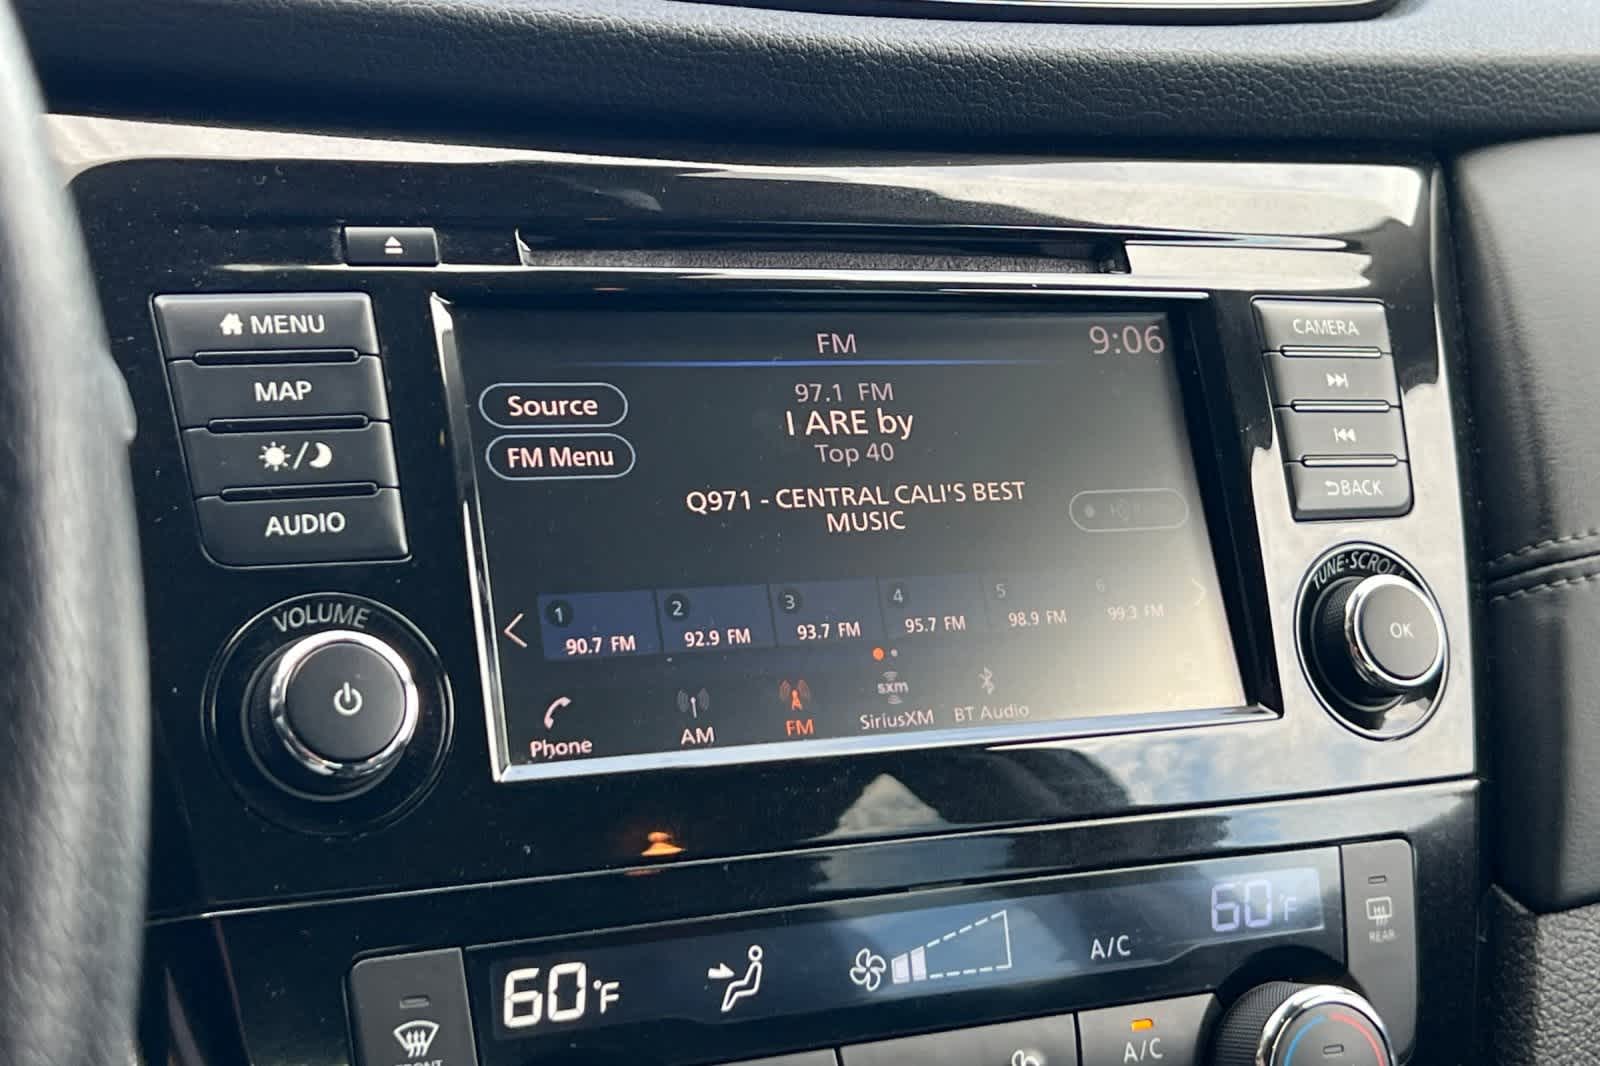 MENU
MAP
AUDIO
VOLUME
FM
9:06
Source
FM Menu
97.1 FM
I ARE by
Top 40
Q971 - CENTRAL CALI'S BEST
MUSIC
1
90.7 FM
2
92.9 FM
3
93.7 FM
4
95.7 FM
5
98.9 FM
6
99.3 FM
Phone
AM
FM
sxm
SiriusXM
BT Audio
CAMERA
BACK
TUNE·SCROLL
OK
60°F
A/C
60°F
REAR
FRONT
A/C